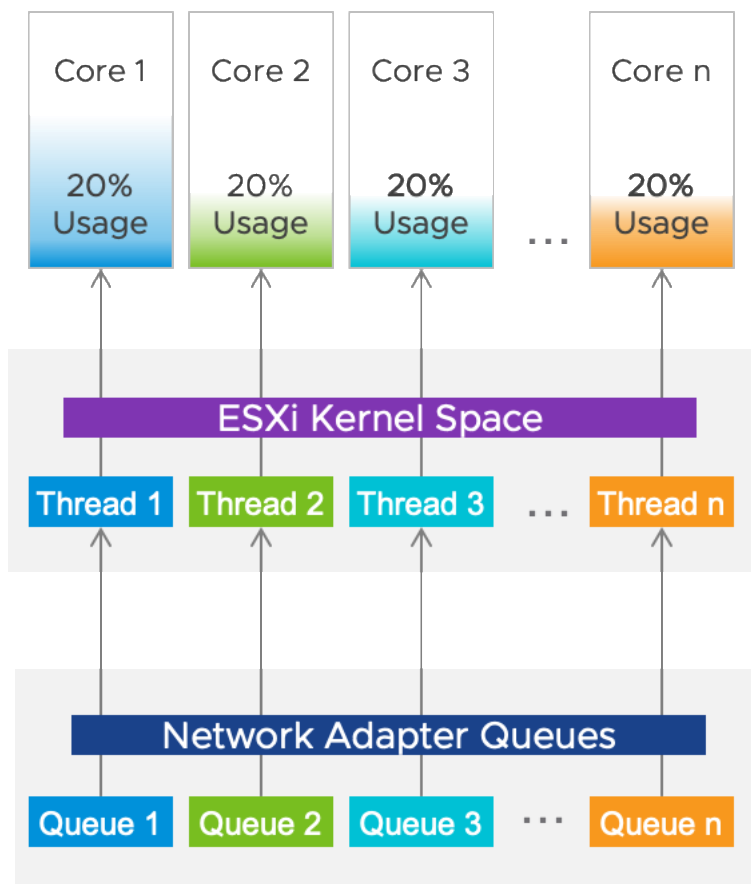 Core 1 Core 2 Core 3 Core n
20% 20% 20% 20%
Usage Usage Usage ... Usage
ESXi Kernel Space
Thread 1 Thread 2 Thread 3 ... Thread n
Network Adapter Queues
Queue 1 Queue 2 Queue 3 ... Queue n